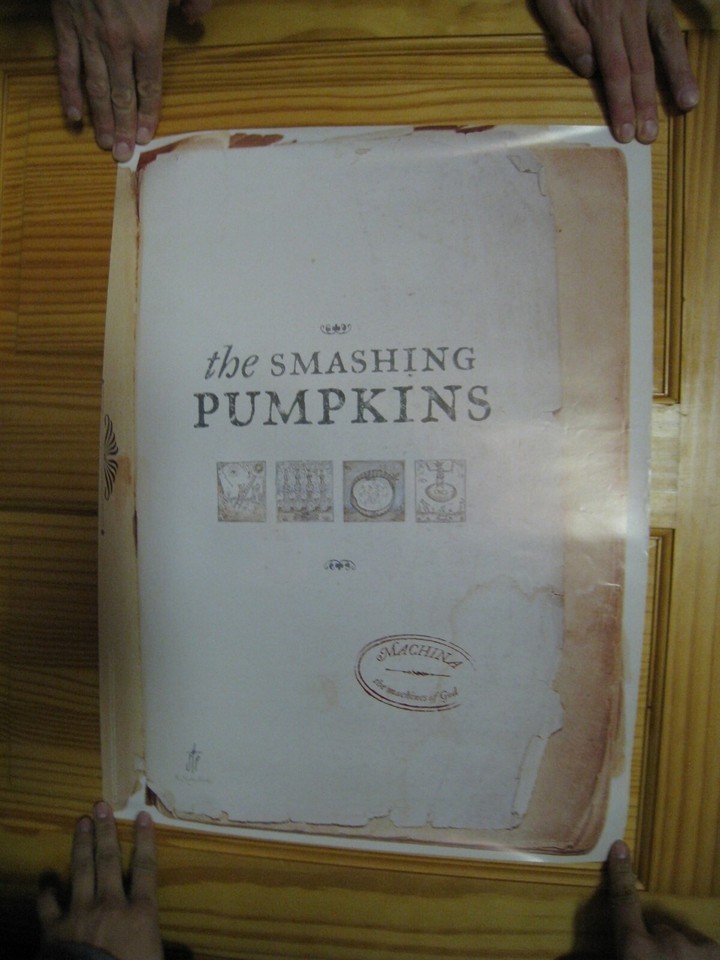 the SMASHING
PUMPKINS
MACHINA
the machines of God